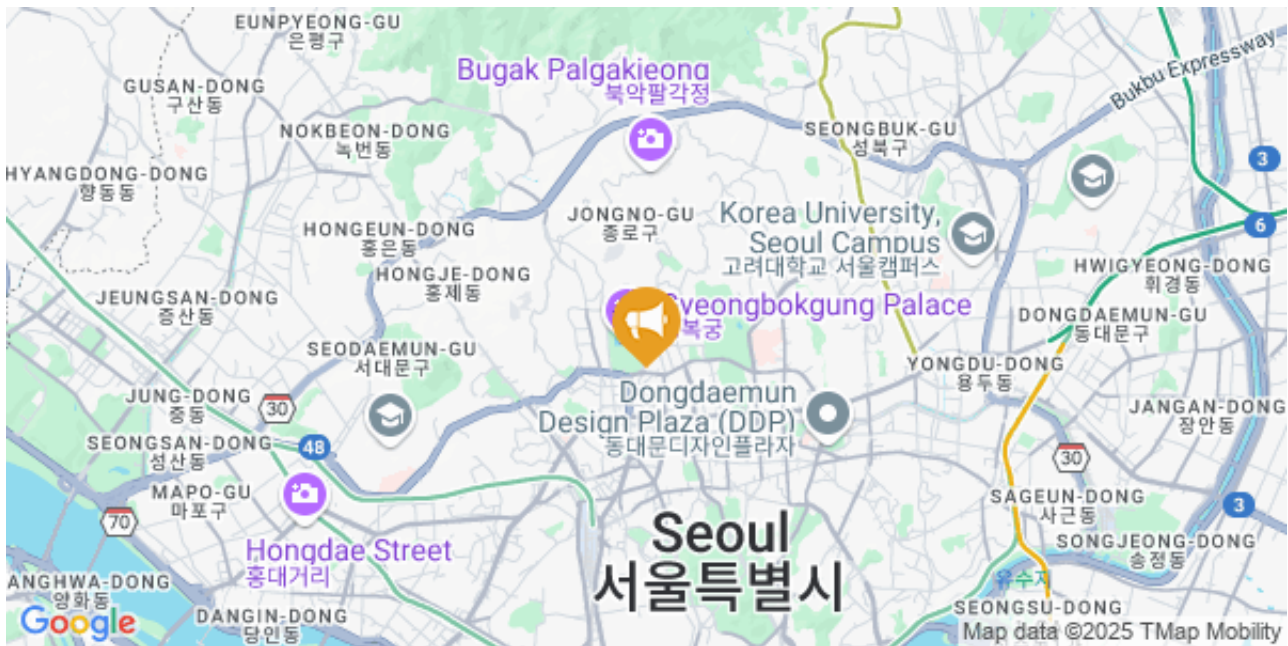 EUNPYEONG-GU
은평구
Bugak Palgakjeong
북악팔각정
Bukbu Expressway
GUSAN-DONG
구산동
NOKBEON-DONG
녹번동
SEONGBUK-GU
성북구
3
HYANGDONG-DONG
향동동
JONGNO-GU
종로구
Korea University,
Seoul Campus
고려대학교 서울캠퍼스
6
HONGEUN-DONG
홍은동
HONGJE-DONG
홍제동
HWIGYEONG-DONG
휘경동
JEUNGSAN-DONG
증산동
yeongbokgung Palace
복궁
DONGDAEMUN-GU
동대문구
SEODAEMUN-GU
서대문구
YONGDU-DONG
용두동
JUNG-DONG
중동
30
Dongdaemun
Design Plaza (DDP)
동대문디자인플라자
JANGAN-DONG
장안동
SEONGSAN-DONG
성산동
48
30
MAPO-GU
마포구
SAGEUN-DONG
사근동
3
70
Seoul
서울특별시
SONGJEONG-DONG
송정동
Hongdae Street
홍대거리
ANGHWA-DONG
양화동
유수지
SEONGSU-DONG
DANGIN-DONG
당인동
Google
Map data ©2025 TMap Mobility